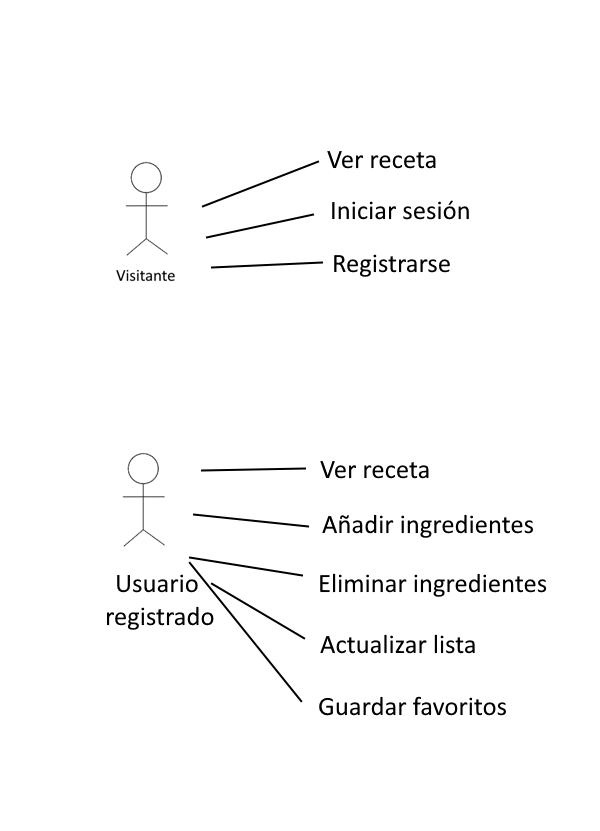 Ver receta
Iniciar sesión
Registrarse
Visitante
Ver receta
Añadir ingredientes
Eliminar ingredientes
Usuario
registrado
Actualizar lista
Guardar favoritos